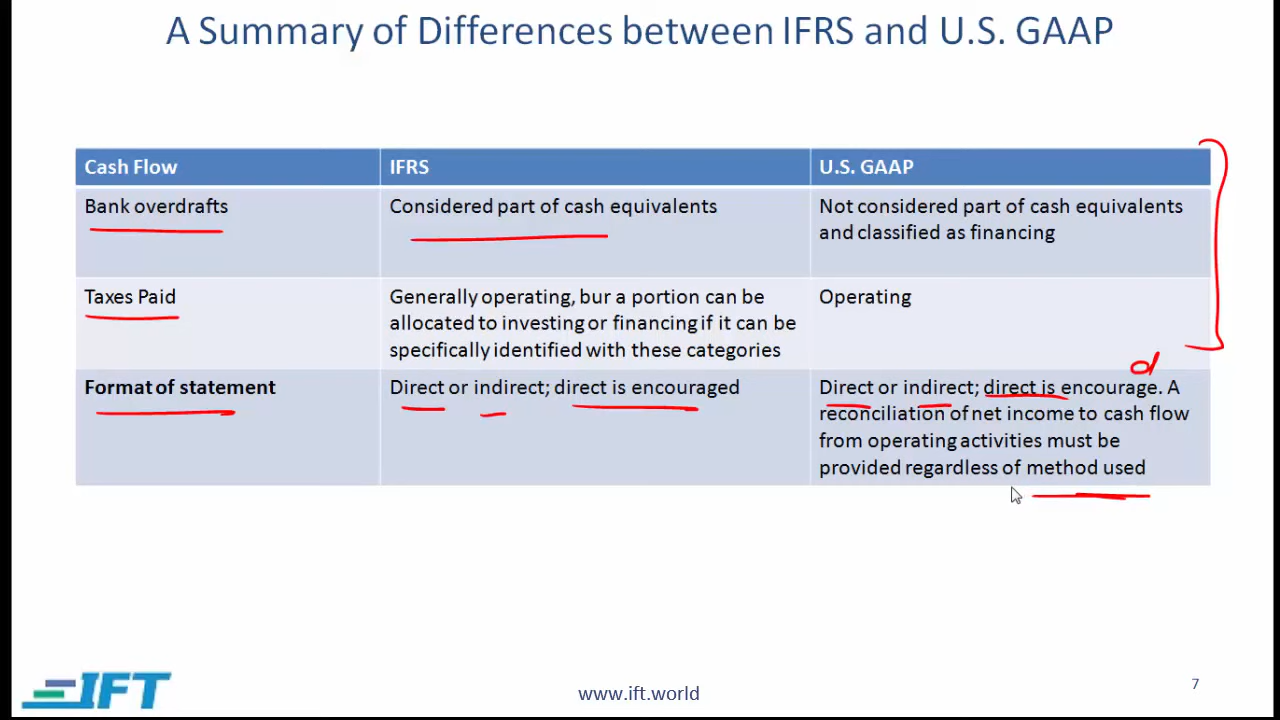 A Summary of Differences between IFRS and U.S. GAAP
Cash Flow
IFRS
U.S. GAAP
Bank overdrafts
Considered part of cash equivalents
Not considered part of cash equivalents
and classified as financing
Taxes Paid
Generally operating, bur a portion can be
allocated to investing or financing if it can be
specifically identified with these categories
Operating
Format of statement
Direct or indirect; direct is encouraged
d
Direct or indirect; direct is encourage. A
reconciliation of net income to cash flow
from operating activities must be
provided regardless of method used
IFT
www.ift.world
7